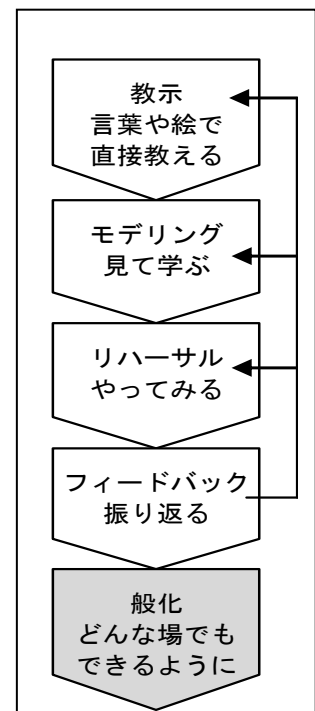 教示
言葉や絵で
直接教える
モデリング
見て学ぶ
リハーサル
やってみる
フィードバック
振り返る
般化
どんな場でも
できるように